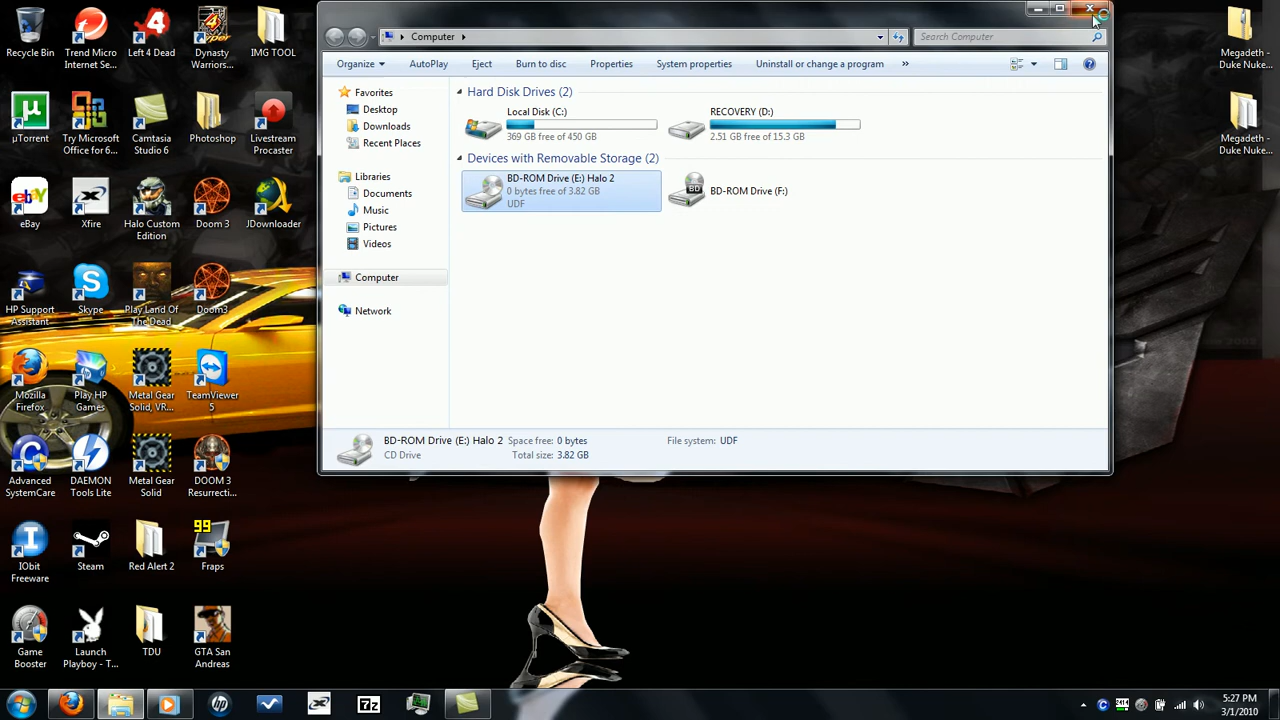 Computer
Search Computer
Organize
AutoPlay
Eject
Burn to disc
Properties
System properties
Uninstall or change a program
»
Favorites
Desktop
Downloads
Recent Places
Libraries
Documents
Music
Pictures
Videos
Computer
Network
Hard Disk Drives (2)
Local Disk (C:)
369 GB free of 450 GB
RECOVERY (D:)
2.51 GB free of 15.3 GB
Devices with Removable Storage (2)
BD-ROM Drive (E:) Halo 2
0 bytes free of 3.82 GB
UDF
BD
BD-ROM Drive (F:)
BD-ROM Drive (E:) Halo 2
Space free: 0 bytes
File system: UDF
CD Drive
Total size: 3.82 GB
Recycle Bin
Trend Micro
Internet Se...
Left 4 Dead
Dynasty
Warriors...
IMG TOOL
µTorrent
Try Microsoft
Office for 6...
Camtasia
Studio 6
Photoshop
Livestream
Procaster
eBay
Xfire
Halo Custom
Edition
Doom 3
JDownloader
HP Support
Assistant
Skype
Play Land Of
The Dead
Doom3
Mozilla
Firefox
Play HP
Games
Metal Gear
Solid, VR...
TeamViewer
5
Advanced
SystemCare
DAEMON
Tools Lite
Metal Gear
Solid
DOOM 3
Resurrecti...
IObit
Freeware
Steam
Red Alert 2
99
Fraps
Game
Booster
Launch
Playboy - T...
TDU
GTA San
Andreas
Megadeth -
Duke Nuke...
Megadeth -
Duke Nuke...
7z
5:27 PM
3/1/2010